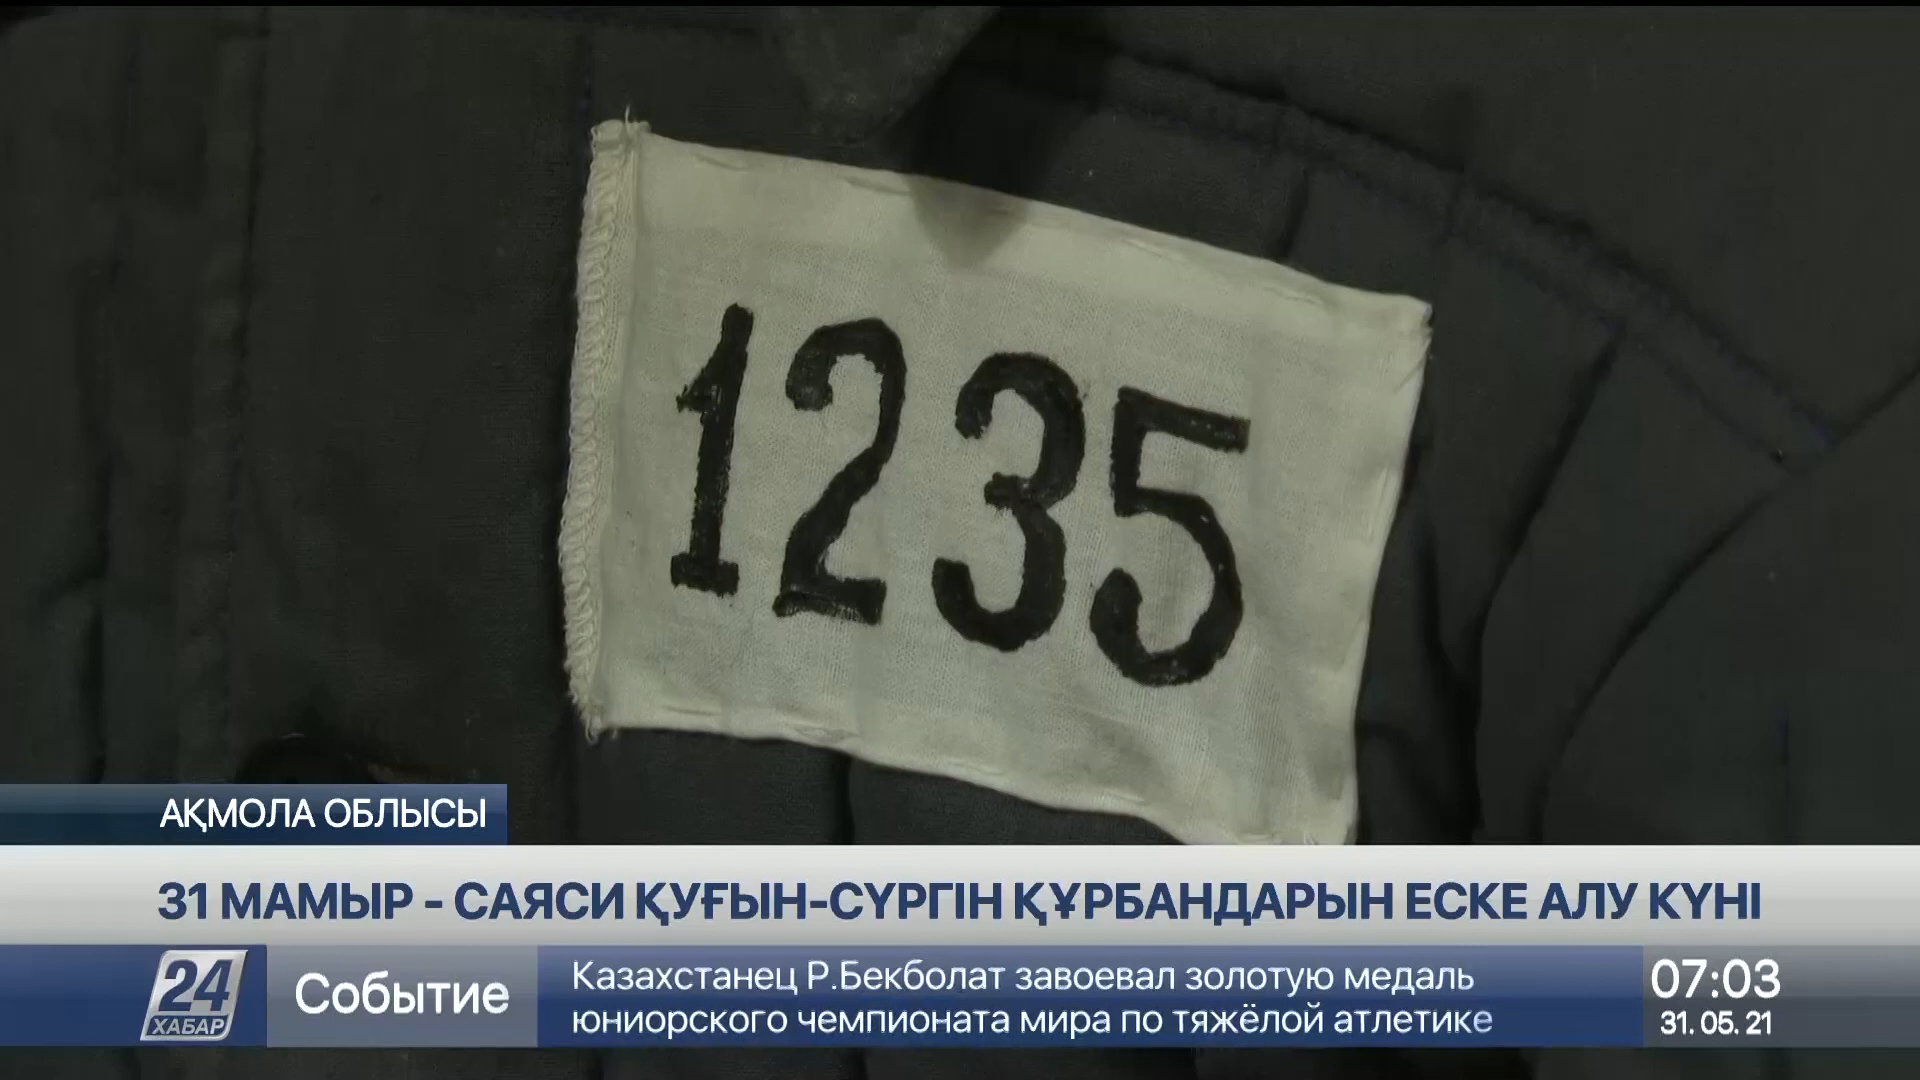 1235
АҚМОЛА ОБЛЫСЫ
31 МАМЫР - САЯСИ ҚУҒЫН-СҮРГІН ҚҰРБАНДАРЫН ЕСКЕ АЛУ КҮНІ
24
ХАБАР
Событие
Казахстанец Р.Бекболат завоевал золотую медаль
юниорского чемпионата мира по тяжёлой атлетике
07:03
31. 05. 21